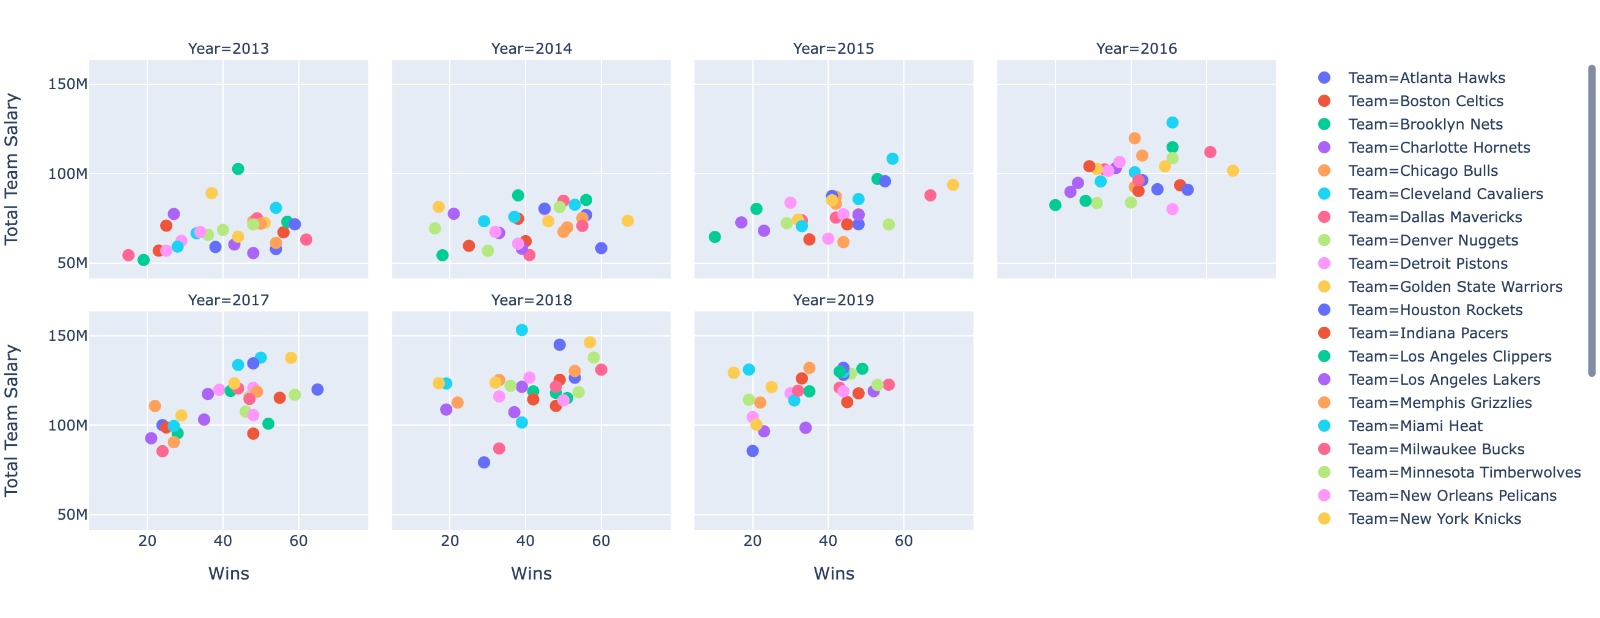 Year=2013
Year=2014
Year=2015
Year=2016
150M
100M
50M
Total Team Salary
Year=2017
Year=2018
Year=2019
150M
100M
50M
Total Team Salary
20
40
60
20
40
60
20
40
60
Wins
Wins
Wins
Team=Atlanta Hawks
Team=Boston Celtics
Team=Brooklyn Nets
Team=Charlotte Hornets
Team=Chicago Bulls
Team=Cleveland Cavaliers
Team=Dallas Mavericks
Team=Denver Nuggets
Team=Detroit Pistons
Team=Golden State Warriors
Team=Houston Rockets
Team=Indiana Pacers
Team=Los Angeles Clippers
Team=Los Angeles Lakers
Team=Memphis Grizzlies
Team=Miami Heat
Team=Milwaukee Bucks
Team=Minnesota Timberwolves
Team=New Orleans Pelicans
Team=New York Knicks